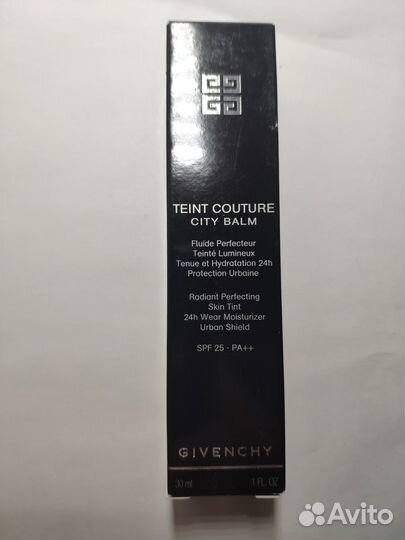 TEINT COUTURE
CITY BALM
Fluide Perfecteur
Teinté Lumineux
Tenue et Hydratation 24h
Protection Urbaine
Radiant Perfecting
Skin Tint
24h Wear Moisturizer
Urban Shield
SPF 25 - PA++
GIVENCHY
30 ml 1 FL. OZ
Avito